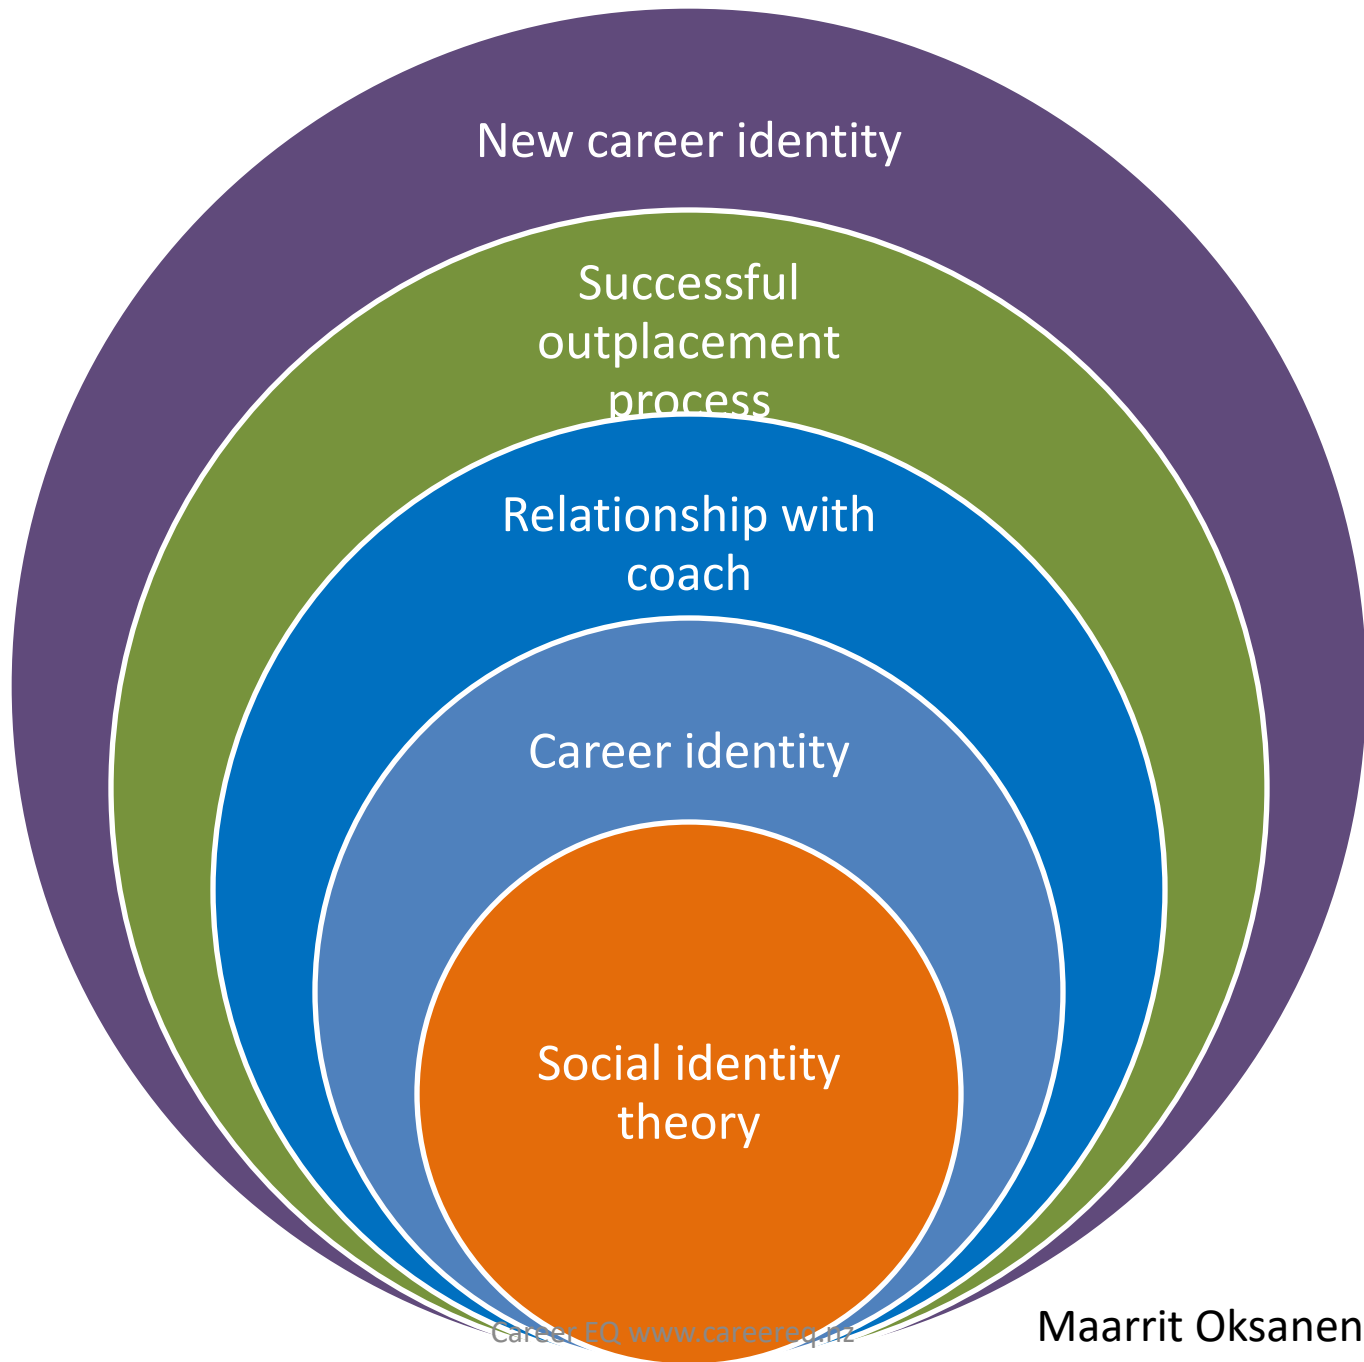 New career identity
Successful
outplacement
process
Relationship with
coach
Career identity
Social identity
theory
Career EQ www.careereq.nz
Maarrit Oksanen